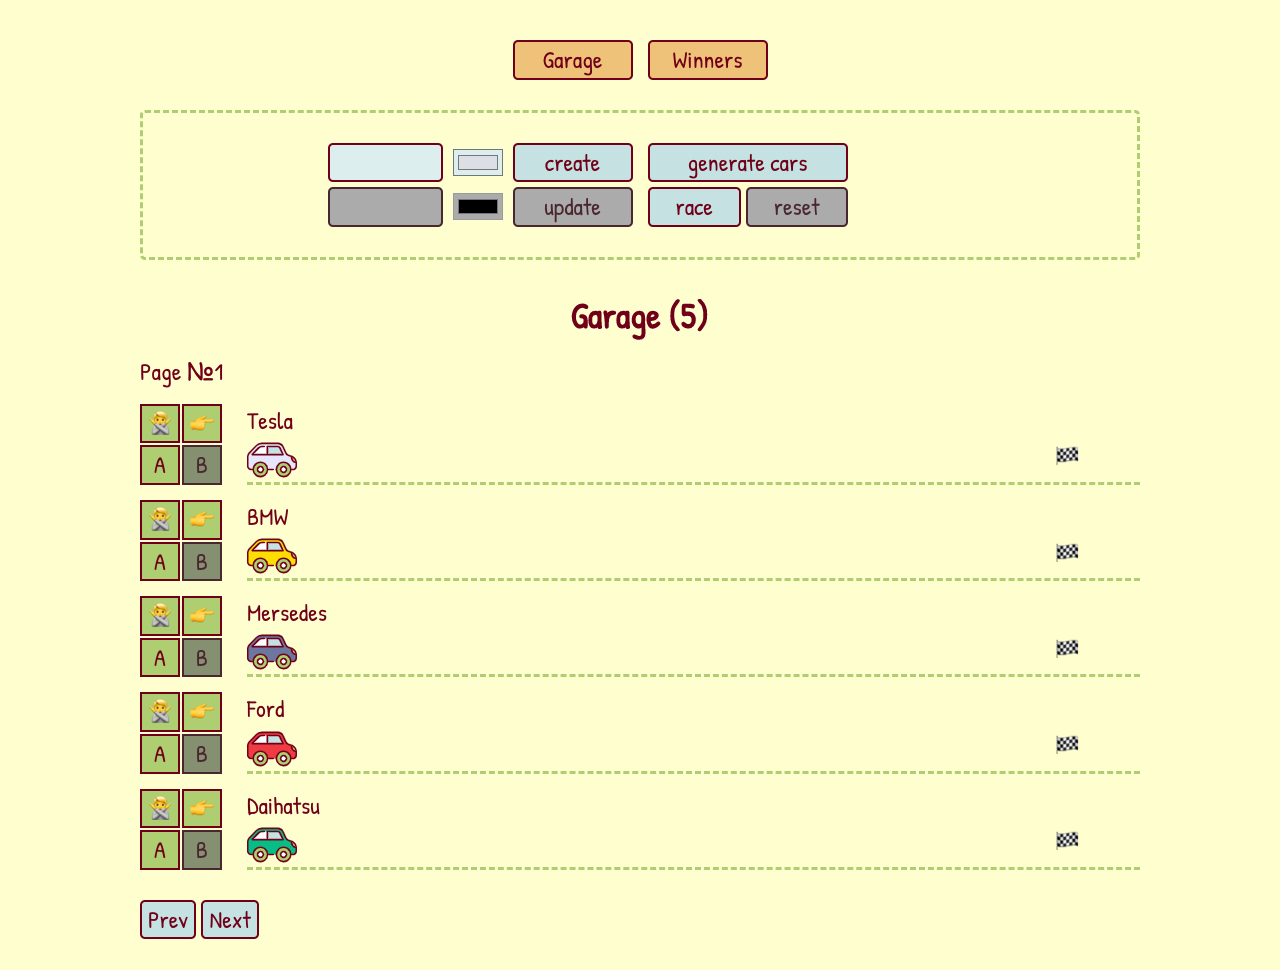 Garage Winners
create generate cars
update race reset
Garage (5)
Page №1
Tesla
A B
BMW
A B
Mersedes
A B
Ford
A B
Daihatsu
A B
Prev Next